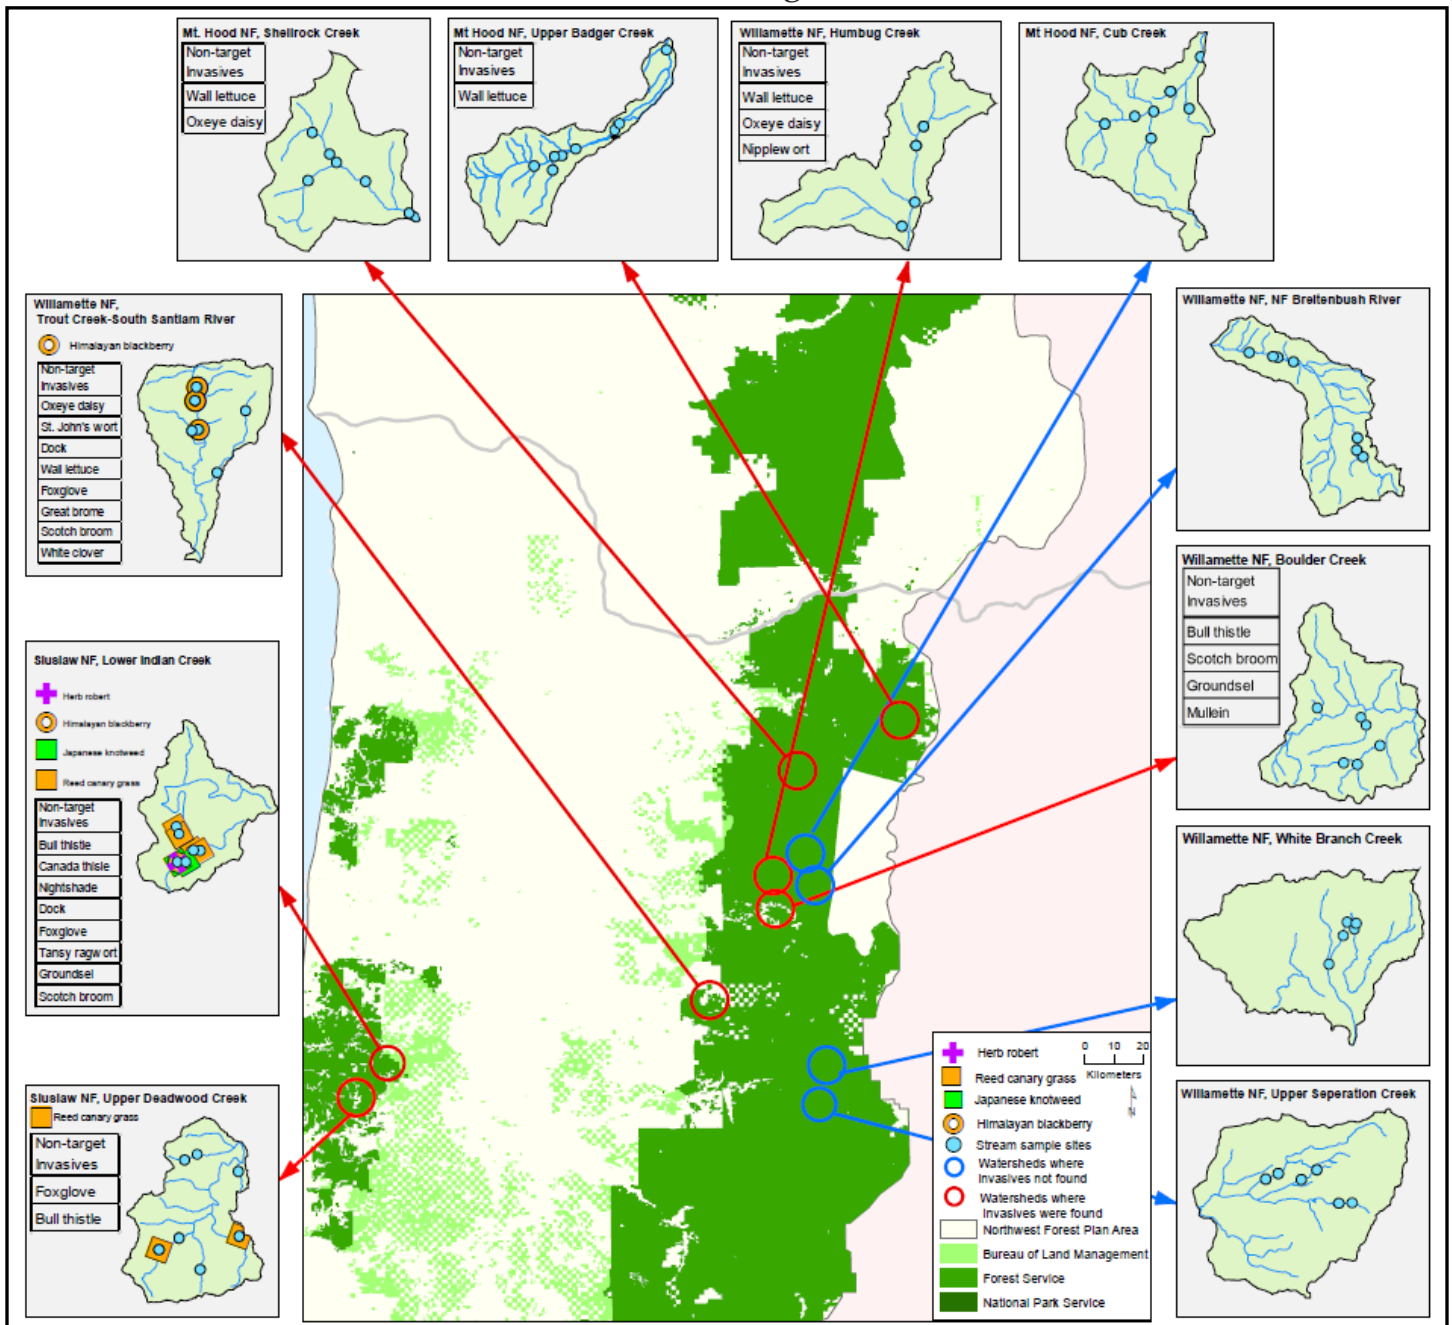 Mt. Hood NF, Shellrock Creek
Non-target
Invasives
Wall lettuce
Oxeye daisy
Mt Hood NF, Upper Badger Creek
Non-target
Invasives
Wall lettuce
Willamette NF, Humbug Creek
Non-target
Invasives
Wall lettuce
Oxeye daisy
Nipplew ort
Mt Hood NF, Cub Creek
Willamette NF,
Trout Creek-South Santiam River
Himalayan blackberry
Non-target
Invasives
Oxeye daisy
St. John's wort
Dock
Wall lettuce
Foxglove
Great brome
Scotch broom
White clover
Willamette NF, NF Breitenbush River
Willamette NF, Boulder Creek
Non-target
Invasives
Bull thistle
Scotch broom
Groundsel
Mullein
Siuslaw NF, Lower Indian Creek
Herb robert
Himalayan blackberry
Japanese knotweed
Reed canary grass
Non-target
Invasives
Bull thistle
Canada thisle
Nightshade
Dock
Foxglove
Tansy ragw ort
Groundsel
Scotch broom
Willamette NF, White Branch Creek
Siuslaw NF, Upper Deadwood Creek
Reed canary grass
Non-target
Invasives
Foxglove
Bull thistle
Willamette NF, Upper Seperation Creek
0 10 20
Kilometers
N
Herb robert
Reed canary grass
Japanese knotweed
Himalayan blackberry
Stream sample sites
Watersheds where
Invasives not found
Watersheds where
Invasives were found
Northwest Forest Plan Area
Bureau of Land Management
Forest Service
National Park Service